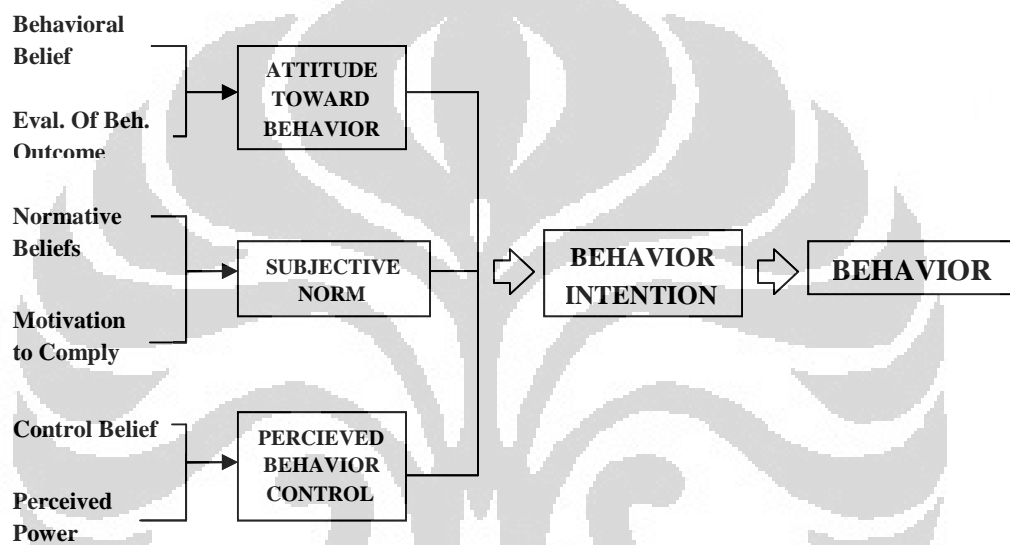 Behavioral
Belief
Eval. Of Beh.
Outcome
ATTITUDE
TOWARD
BEHAVIOR
Normative
Beliefs
Motivation
to Comply
SUBJECTIVE
NORM
Control Belief
Perceived
Power
PERCIEVED
BEHAVIOR
CONTROL
BEHAVIOR
INTENTION
BEHAVIOR